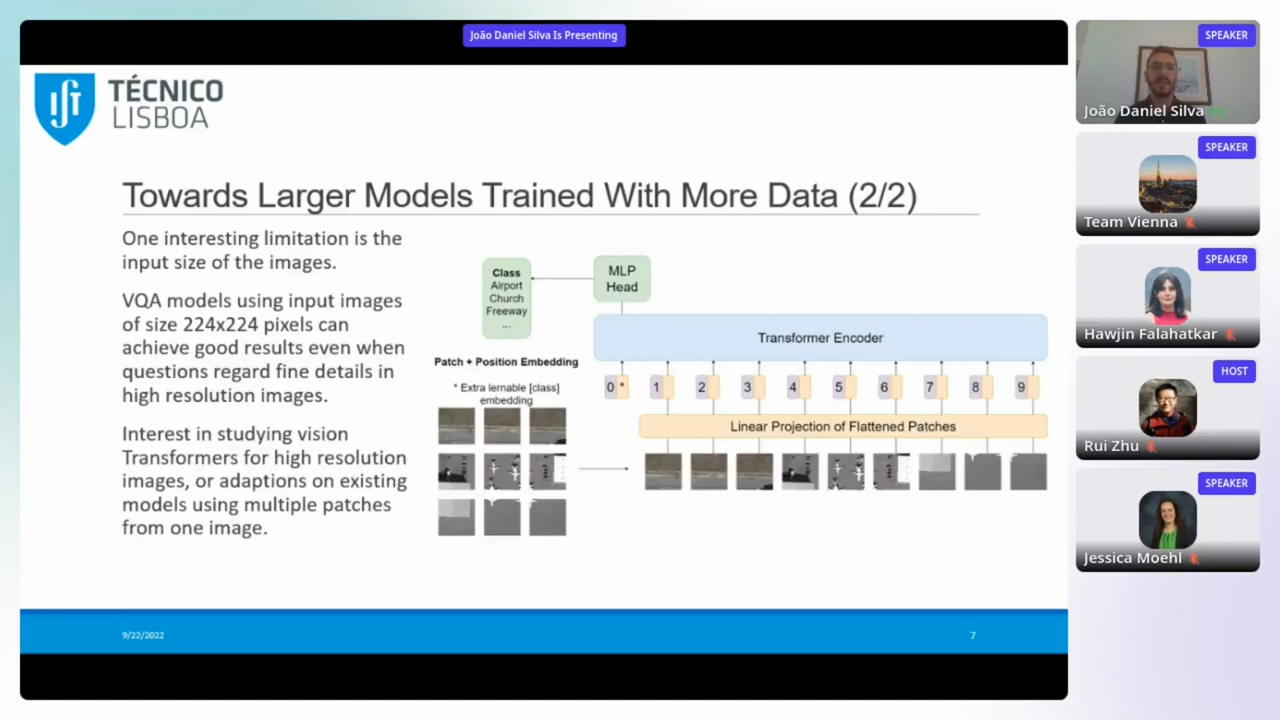 João Daniel Silva Is Presenting
TÉCNICO
LISBOA
Towards Larger Models Trained With More Data (2/2)
One interesting limitation is the
input size of the images.
VQA models using input images
of size 224x224 pixels can
achieve good results even when
questions regard fine details in
high resolution images.
Interest in studying vision
Transformers for high resolution
images, or adaptions on existing
models using multiple patches
from one image.
Class
Airport
Church
Freeway
...
MLP
Head
Transformer Encoder
Patch + Position Embedding
* Extra lernable [class]
embedding
0 * 1 2 3 4 5 6 7 8 9
Linear Projection of Flattened Patches
9/22/2022
7
SPEAKER
João Daniel Silva
SPEAKER
Team Vienna
SPEAKER
Hawjin Falahatkar
HOST
Rui Zhu
SPEAKER
Jessica Moehl